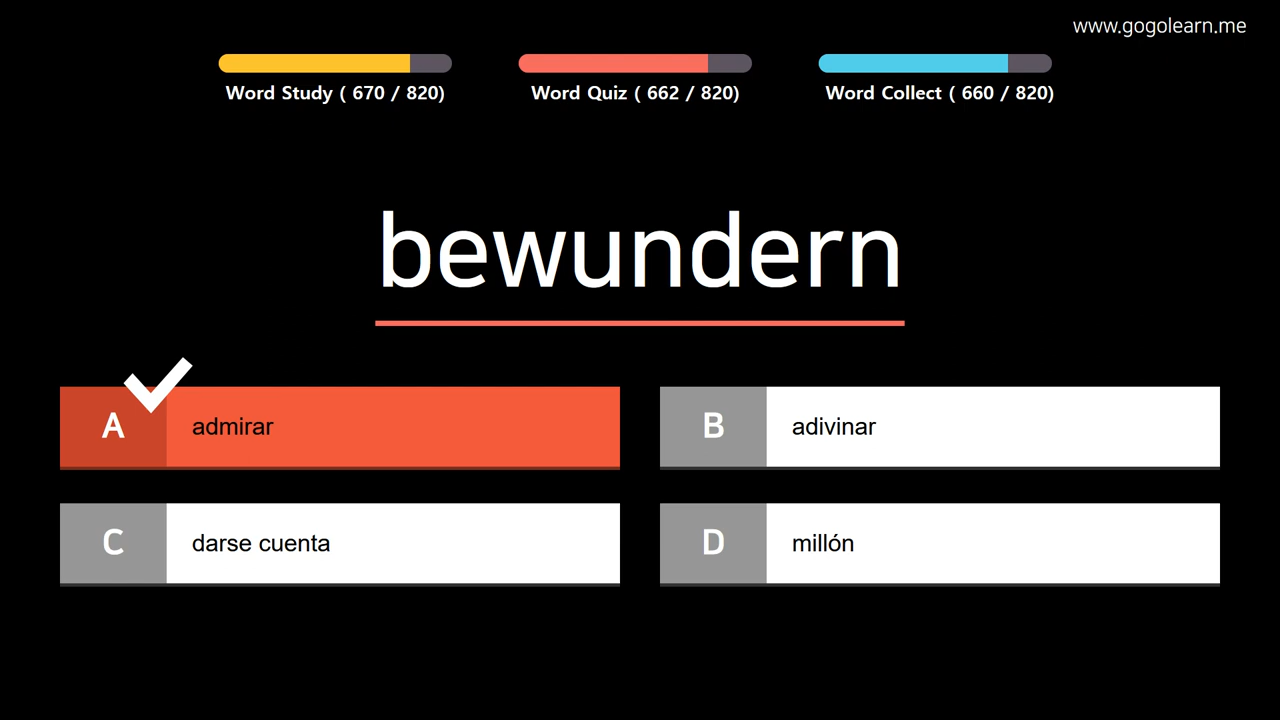 www.gogolearn.me
Word Study ( 670 / 820)
Word Quiz ( 662 / 820)
Word Collect ( 660 / 820)
bewundern
A admirar
B adivinar
C darse cuenta
D millón